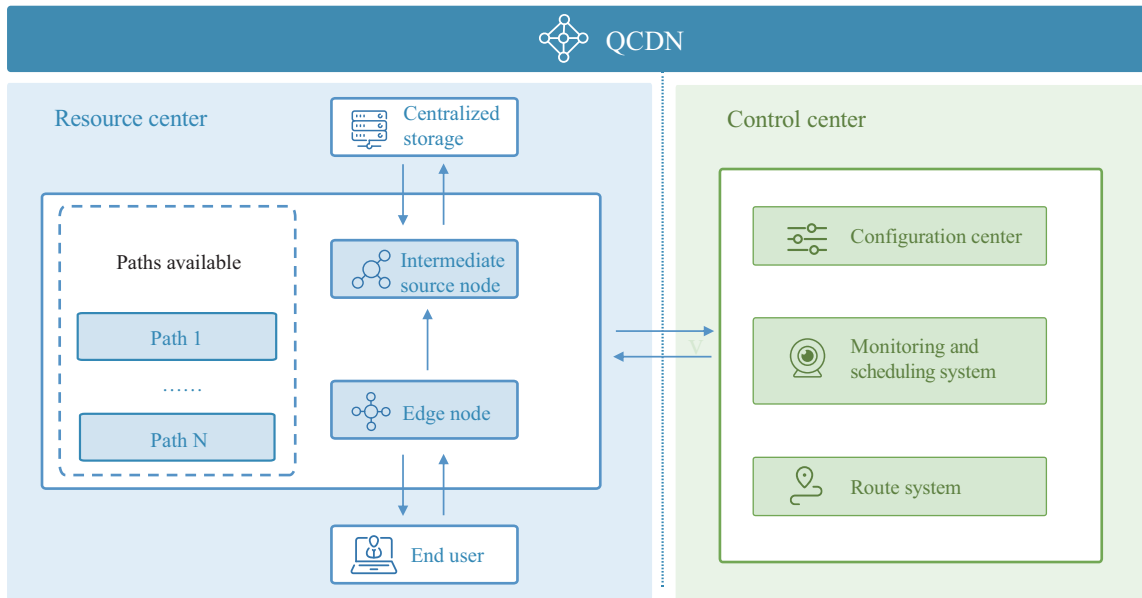 QCDN
Resource center
Centralized
storage
Paths available
Path 1
……
Path N
Intermediate
source node
Edge node
End user
V
Control center
Configuration center
Monitoring and
scheduling system
Route system